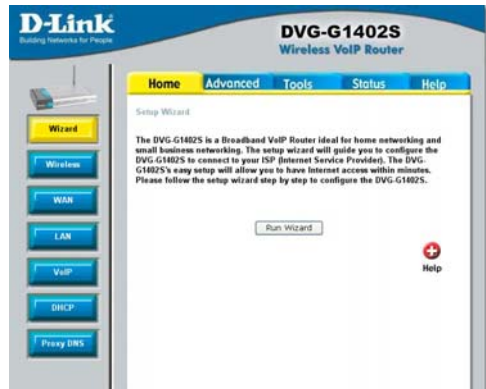 D-Link
Building Networks for People
DVG-G1402S
Wireless VoIP Router
Home Advanced Tools Status Help
Setup Wizard
Wizard
Wireless
WAN
LAN
VoIP
DHCP
Proxy DNS
The DVG-G1402S is a Broadband VoIP Router ideal for home networking and
small business networking. The setup wizard will guide you to configure the
DVG-G1402S to connect to your ISP (Internet Service Provider). The DVG-
G1402S's easy setup will allow you to have Internet access within minutes.
Please follow the setup wizard step by step to configure the DVG-G1402S.
Run Wizard
Help